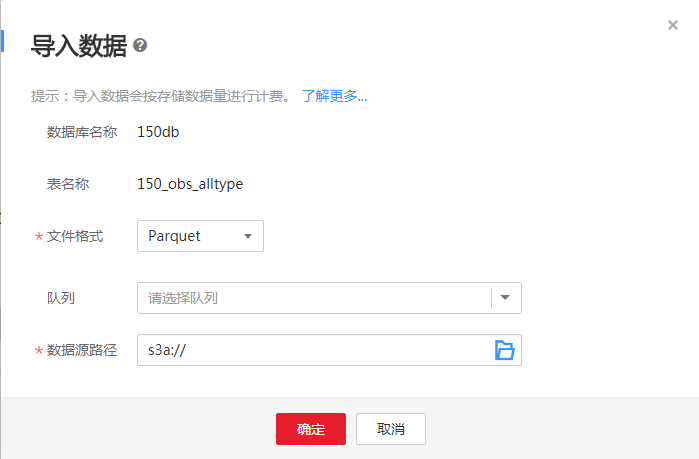 导入数据
提示：导入数据会按存储数据量进行计费。 了解更多...
数据库名称 150db
表名称 150_obs_alltype
* 文件格式 Parquet
队列 请选择队列
* 数据源路径 s3a://
确定 取消